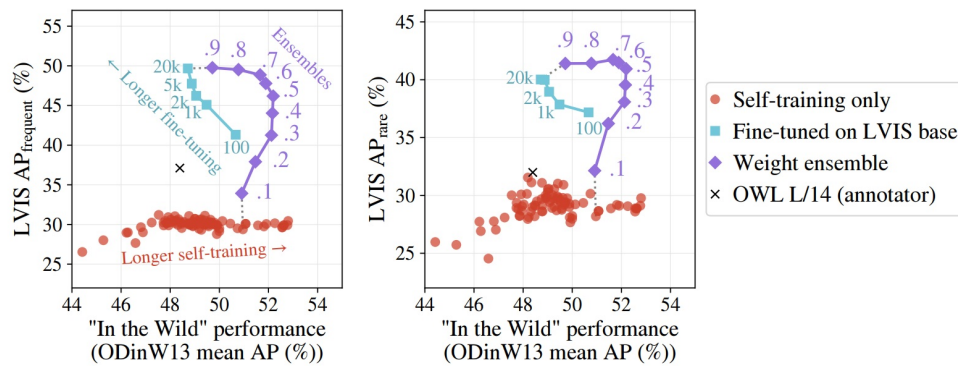 55
50
45
40
35
30
25
LVIS APfrequent (%)
44 46 48 50 52 54
"In the Wild" performance
(ODinW13 mean AP (%))
.9 .8 .7 .6 .5 .4 .3 .2 .1
Ensembles
20k
5k
2k
1k
100
← Longer fine-tuning
Longer self-training →
45
40
35
30
25
LVIS APrare (%)
44 46 48 50 52 54
"In the Wild" performance
(ODinW13 mean AP (%))
.9 .8 .7 .6 .5 .4 .3 .2 .1
20k
2k
1k
100
Self-training only
Fine-tuned on LVIS base
Weight ensemble
OWL L/14 (annotator)